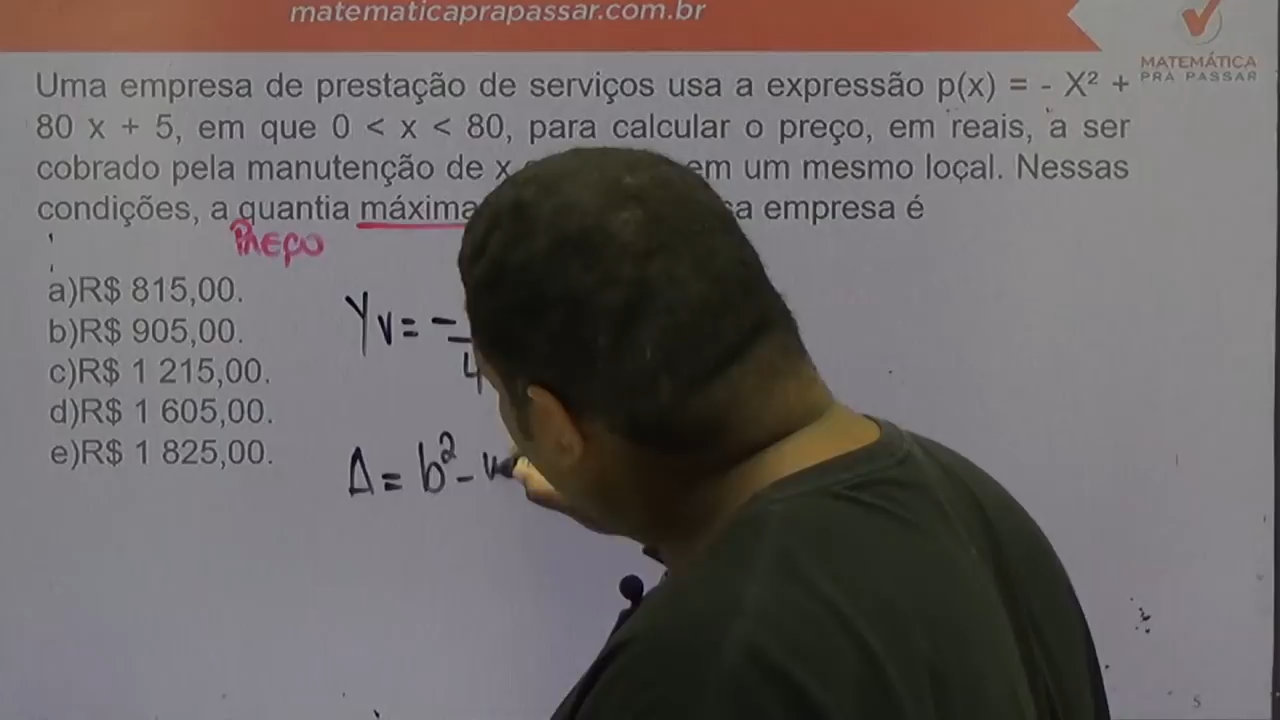 matematicaprapassar.com.br
MATEMÁTICA
PRA PASSAR
Uma empresa de prestação de serviços usa a expressão p(x) = - X² +
80 x + 5, em que 0 < x < 80, para calcular o preço, em reais, a ser
cobrado pela manutenção de x em um mesmo local. Nessas
condições, a quantia máxima empresa é
PREÇO
a)R$ 815,00.
b)R$ 905,00.
c)R$ 1 215,00.
d)R$ 1 605,00.
e)R$ 1 825,00.
Yv = -
4
Δ = b² -
5